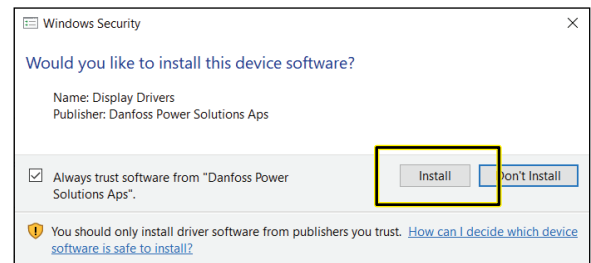 Windows Security
Would you like to install this device software?
Name: Display Drivers
Publisher: Danfoss Power Solutions Aps
Always trust software from "Danfoss Power
Solutions Aps".
Install
Don't Install
You should only install driver software from publishers you trust. How can I decide which device
software is safe to install?